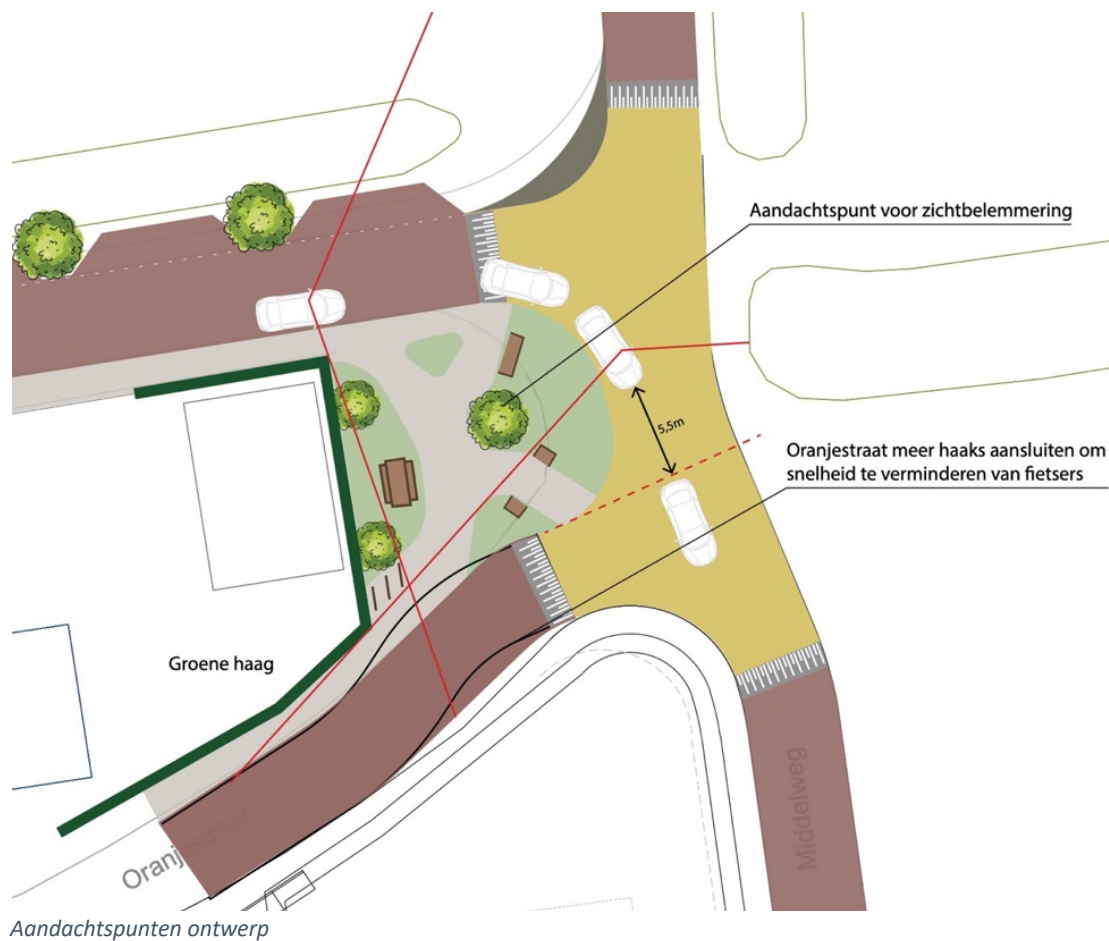 Aandachtspunt voor zichtbelemmering
5,5m
Oranjestraat meer haaks aansluiten om
snelheid te verminderen van fietsers
Groene haag
Oranjestraat
Middelweg
Aandachtspunten ontwerp